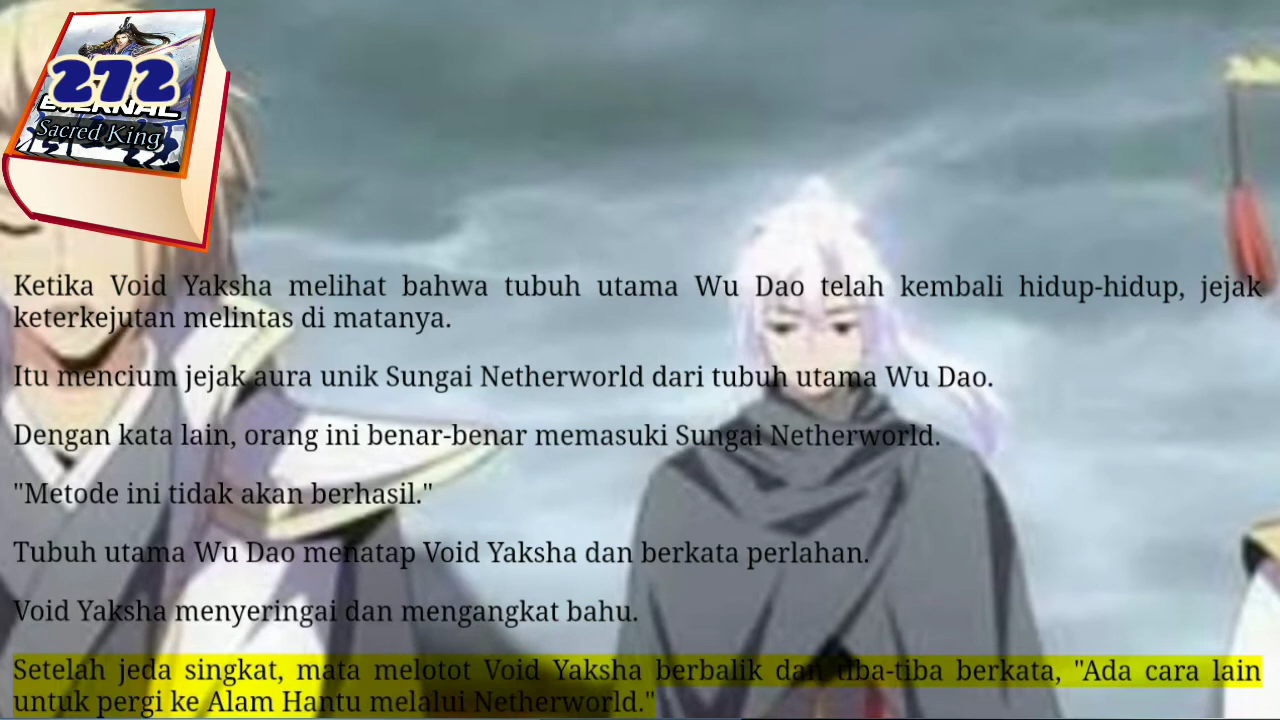 272
ETERNAL
Sacred King
Ketika Void Yaksha melihat bahwa tubuh utama Wu Dao telah kembali hidup-hidup, jejak
keterkejutan melintas di matanya.
Itu mencium jejak aura unik Sungai Netherworld dari tubuh utama Wu Dao.
Dengan kata lain, orang ini benar-benar memasuki Sungai Netherworld.
"Metode ini tidak akan berhasil."
Tubuh utama Wu Dao menatap Void Yaksha dan berkata perlahan.
Void Yaksha menyeringai dan mengangkat bahu.
Setelah jeda singkat, mata melotot Void Yaksha berbalik dan tiba-tiba berkata, "Ada cara lain
untuk pergi ke Alam Hantu melalui Netherworld."